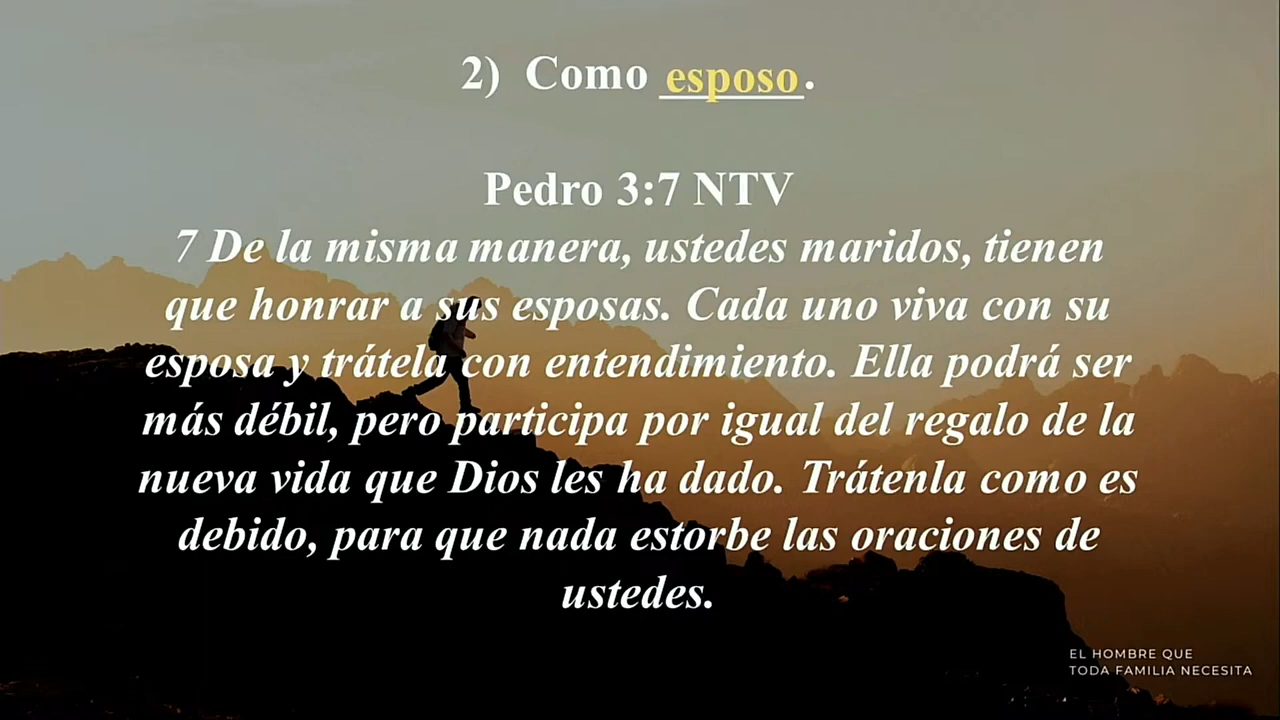 2) Como esposo.
Pedro 3:7 NTV
7 De la misma manera, ustedes maridos, tienen
que honrar a sus esposas. Cada uno viva con su
esposa y trátela con entendimiento. Ella podrá ser
más débil, pero participa por igual del regalo de la
nueva vida que Dios les ha dado. Trátenla como es
debido, para que nada estorbe las oraciones de
ustedes.
EL HOMBRE QUE
TODA FAMILIA NECESITA